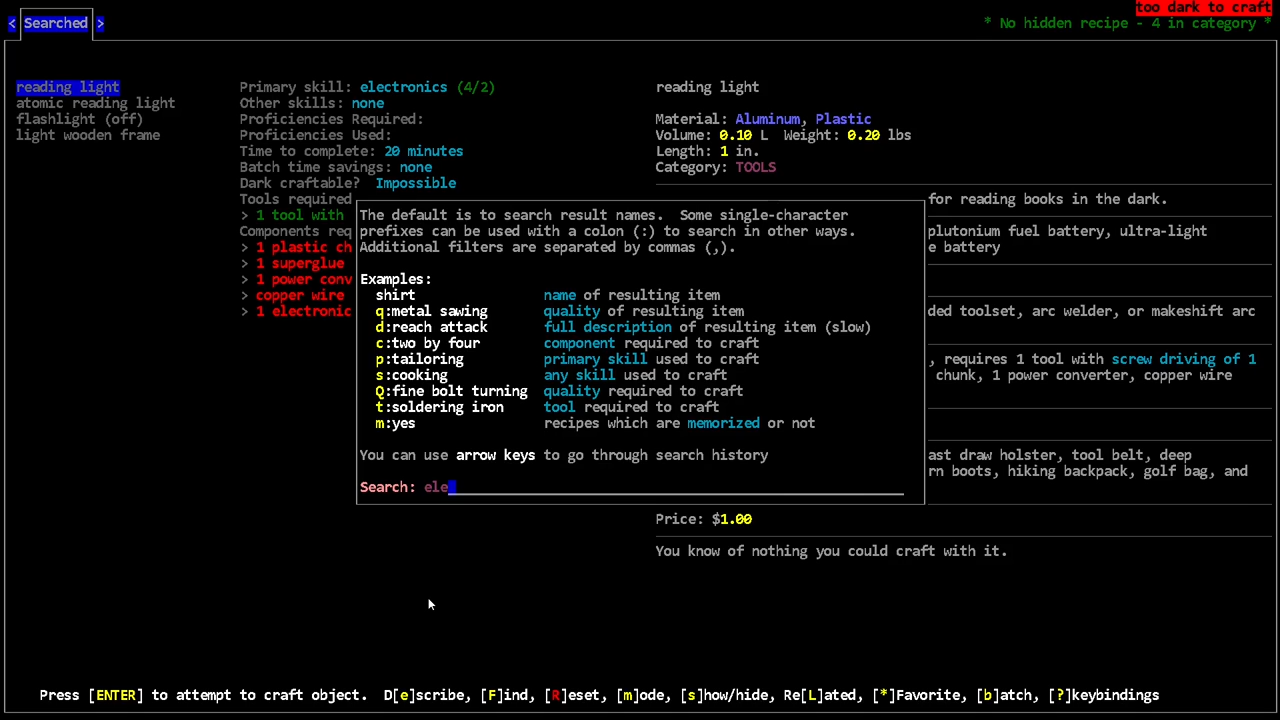 too dark to craft
< Searched >
* No hidden recipe - 4 in category *
reading light
atomic reading light
flashlight (off)
light wooden frame
Primary skill: electronics (4/2)
Other skills: none
Proficiencies Required:
Proficiencies Used:
Time to complete: 20 minutes
Batch time savings: none
Dark craftable? Impossible
Tools required
> 1 tool with
Components req
> 1 plastic ch
> 1 superglue
> 1 power conv
> copper wire
> 1 electronic
reading light
Material: Aluminum, Plastic
Volume: 0.10 L Weight: 0.20 lbs
Length: 1 in.
Category: TOOLS
for reading books in the dark.
plutonium fuel battery, ultra-light
e battery
ded toolset, arc welder, or makeshift arc
, requires 1 tool with screw driving of 1
chunk, 1 power converter, copper wire
ast draw holster, tool belt, deep
rn boots, hiking backpack, golf bag, and
Price: $1.00
You know of nothing you could craft with it.
The default is to search result names. Some single-character
prefixes can be used with a colon (:) to search in other ways.
Additional filters are separated by commas (,).
Examples:
shirt name of resulting item
q:metal sawing quality of resulting item
d:reach attack full description of resulting item (slow)
c:two by four component required to craft
p:tailoring primary skill used to craft
s:cooking any skill used to craft
Q:fine bolt turning quality required to craft
t:soldering iron tool required to craft
m:yes recipes which are memorized or not
You can use arrow keys to go through search history
Search: ele
Press [ENTER] to attempt to craft object. D[e]scribe, [F]ind, [R]eset, [m]ode, [s]how/hide, Re[L]ated, [*]Favorite, [b]atch, [?]keybindings